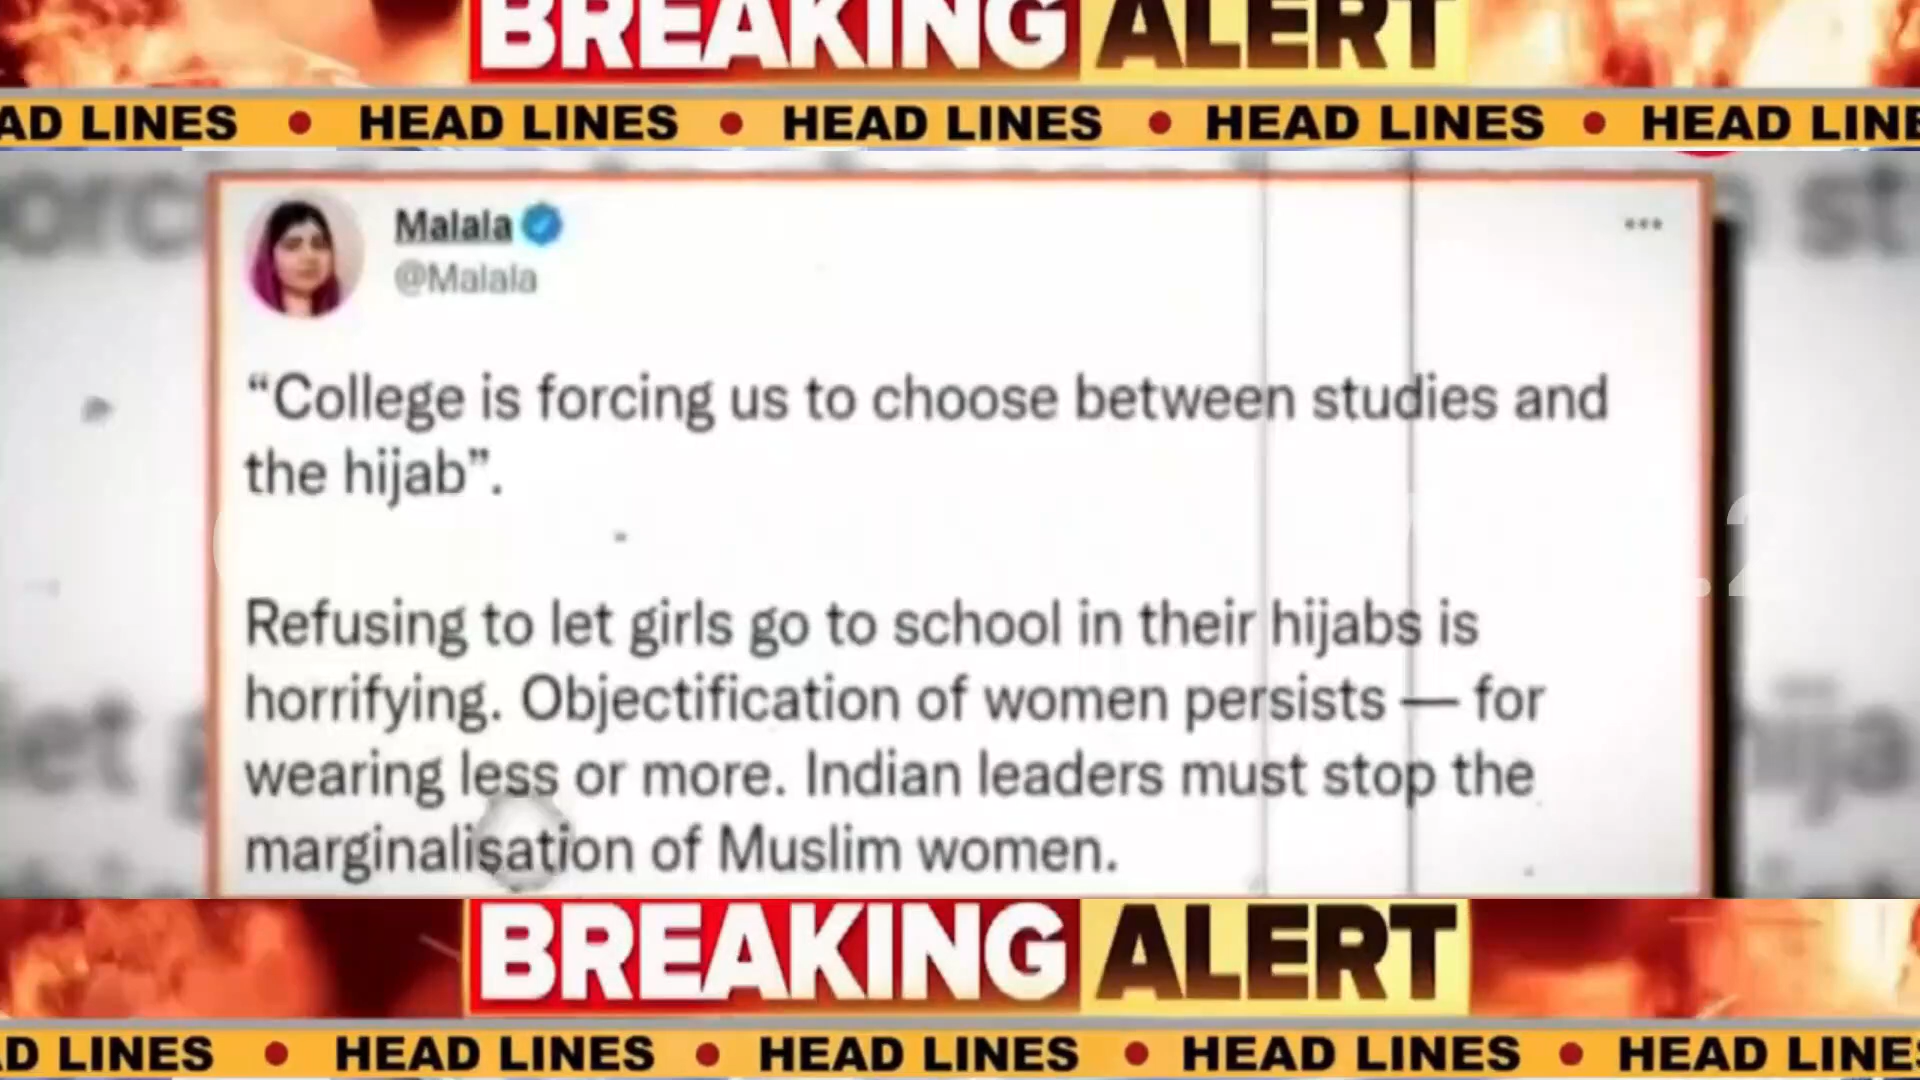 BREAKING ALERT
AD LINES • HEAD LINES • HEAD LINES • HEAD LINES • HEAD LINE
Malala
@Malala
“College is forcing us to choose between studies and
the hijab”.
Refusing to let girls go to school in their hijabs is
horrifying. Objectification of women persists — for
wearing less or more. Indian leaders must stop the
marginalisation of Muslim women.
BREAKING ALERT
D LINES • HEAD LINES • HEAD LINES • HEAD LINES • HEAD LINE